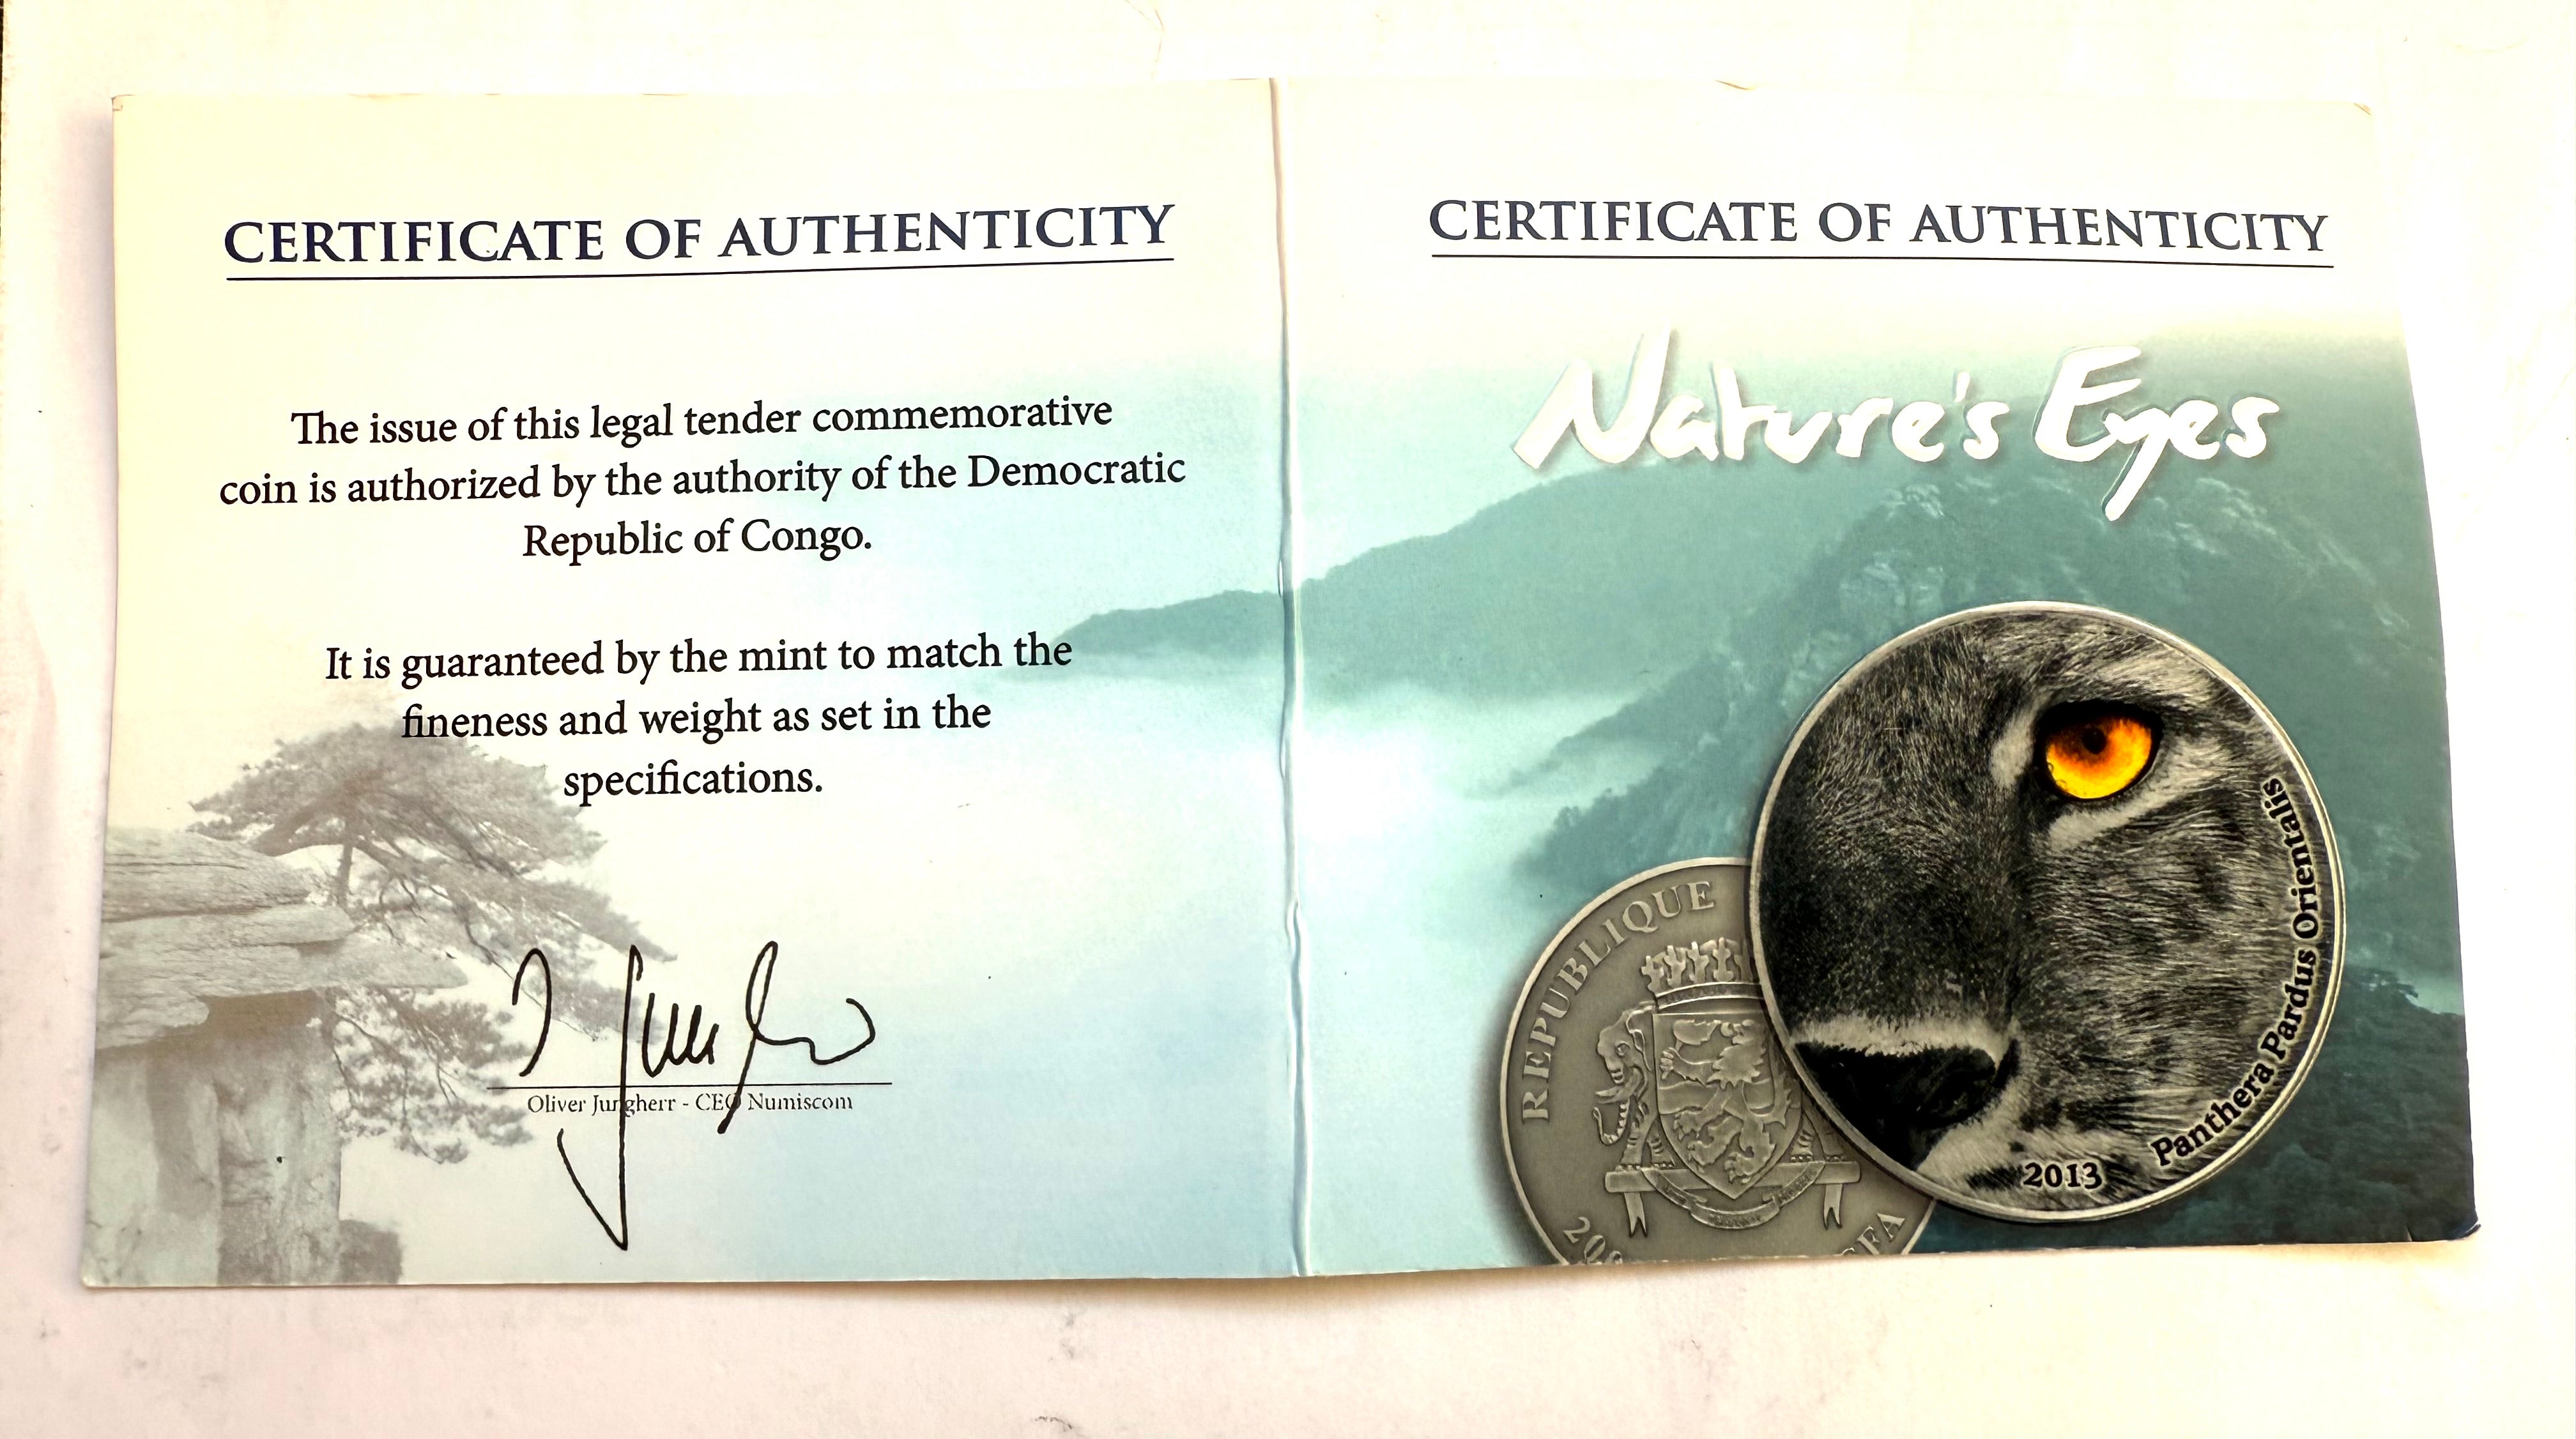 CERTIFICATE OF AUTHENTICITY
The issue of this legal tender commemorative
coin is authorized by the authority of the Democratic
Republic of Congo.
It is guaranteed by the mint to match the
fineness and weight as set in the
specifications.
Oliver Jungherr - CEO Numiscom
CERTIFICATE OF AUTHENTICITY
Nature's Eyes
REPUBLIQUE
Panthera Pardus Orientalis
2013